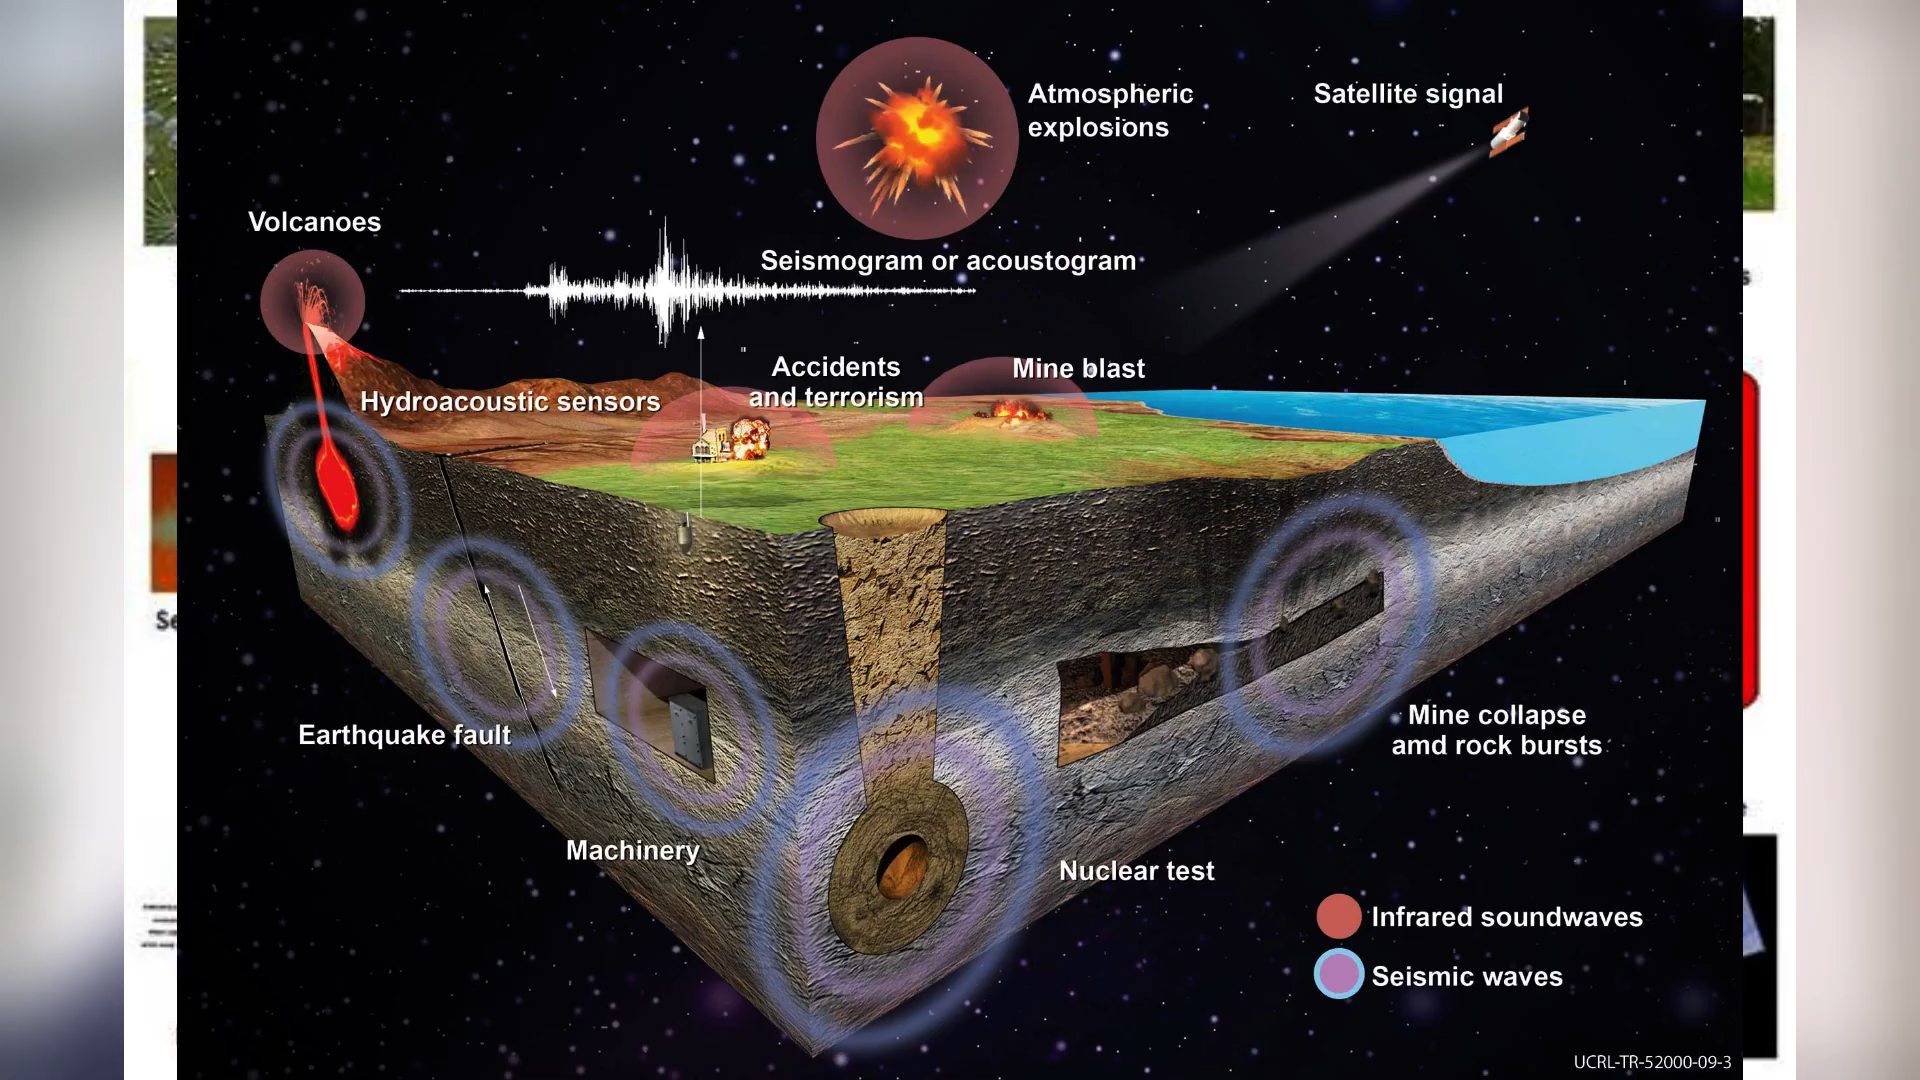 Atmospheric
explosions
Satellite signal
Volcanoes
Seismogram or acoustogram
Accidents
and terrorism
Mine blast
Hydroacoustic sensors
Earthquake fault
Mine collapse
amd rock bursts
Machinery
Nuclear test
Infrared soundwaves
Seismic waves
UCRL-TR-52000-09-3